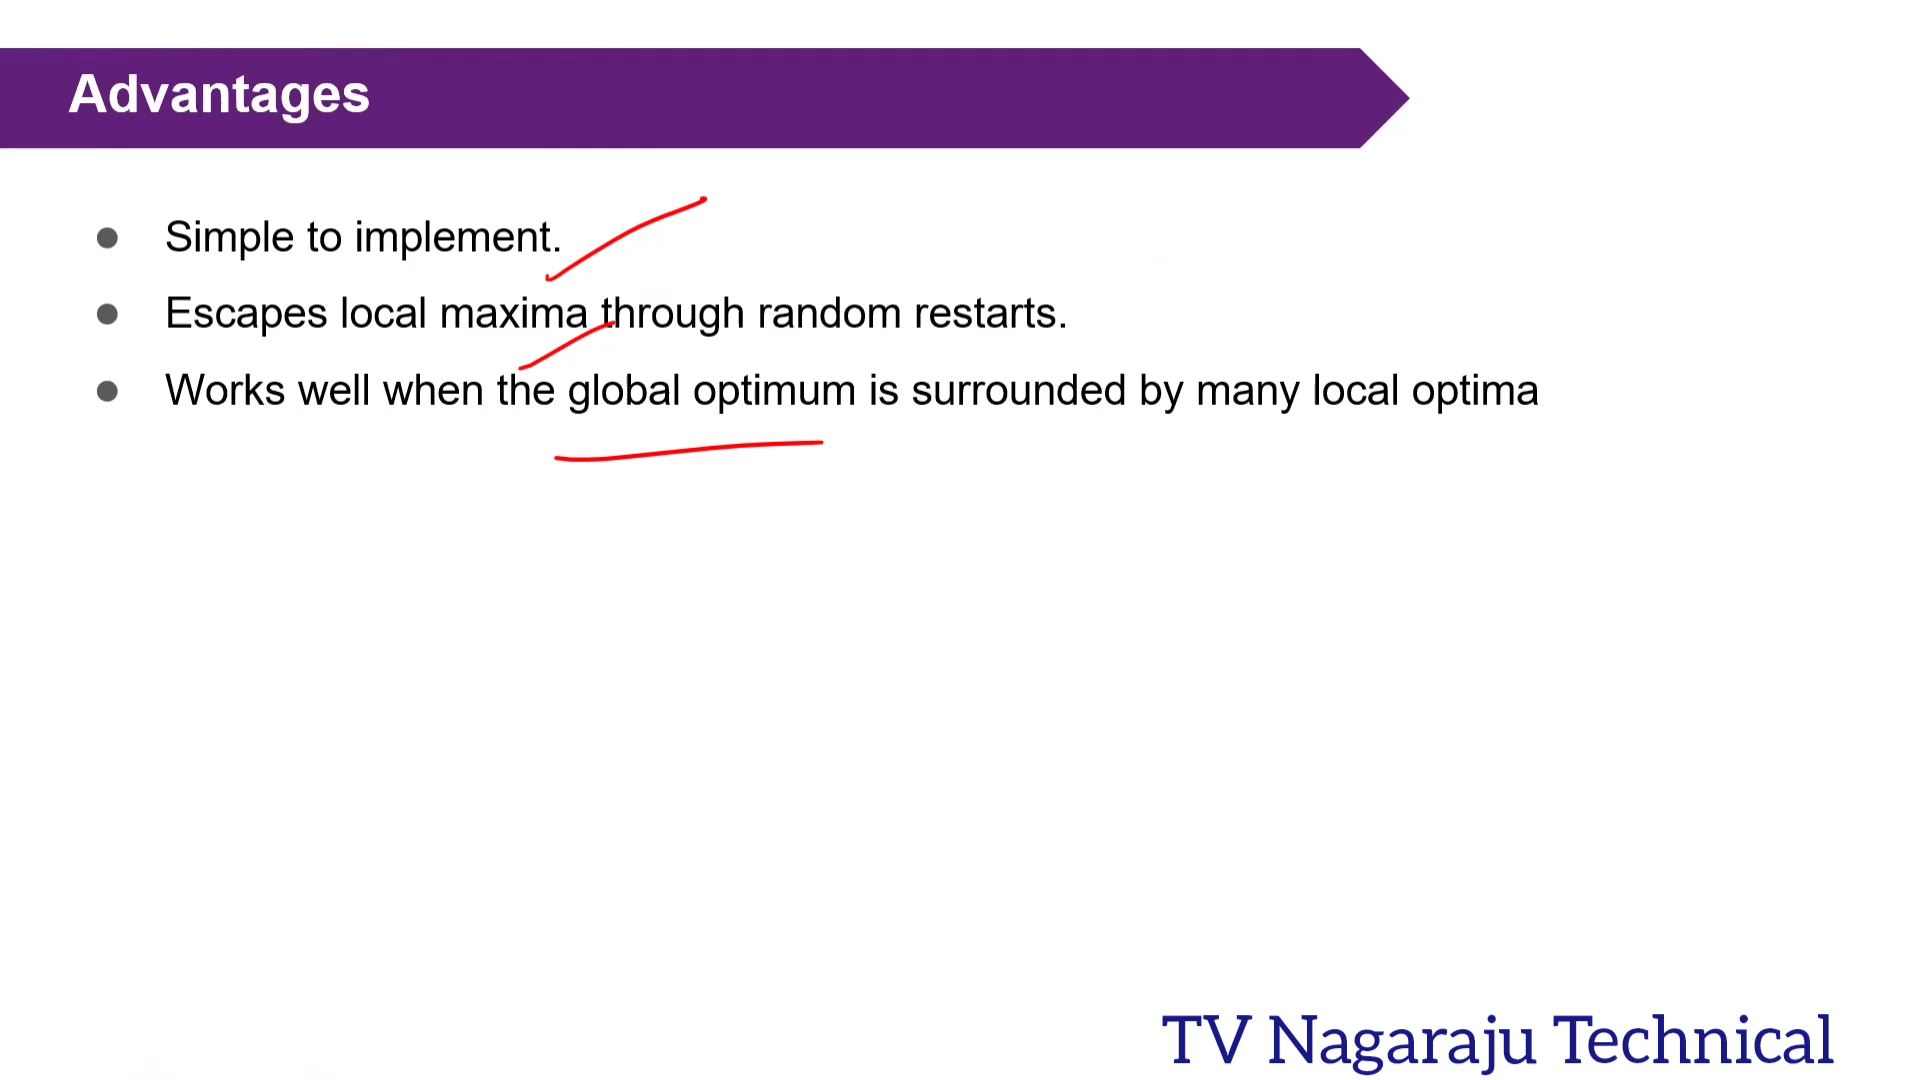 Advantages
● Simple to implement.
● Escapes local maxima through random restarts.
● Works well when the global optimum is surrounded by many local optima
TV Nagaraju Technical